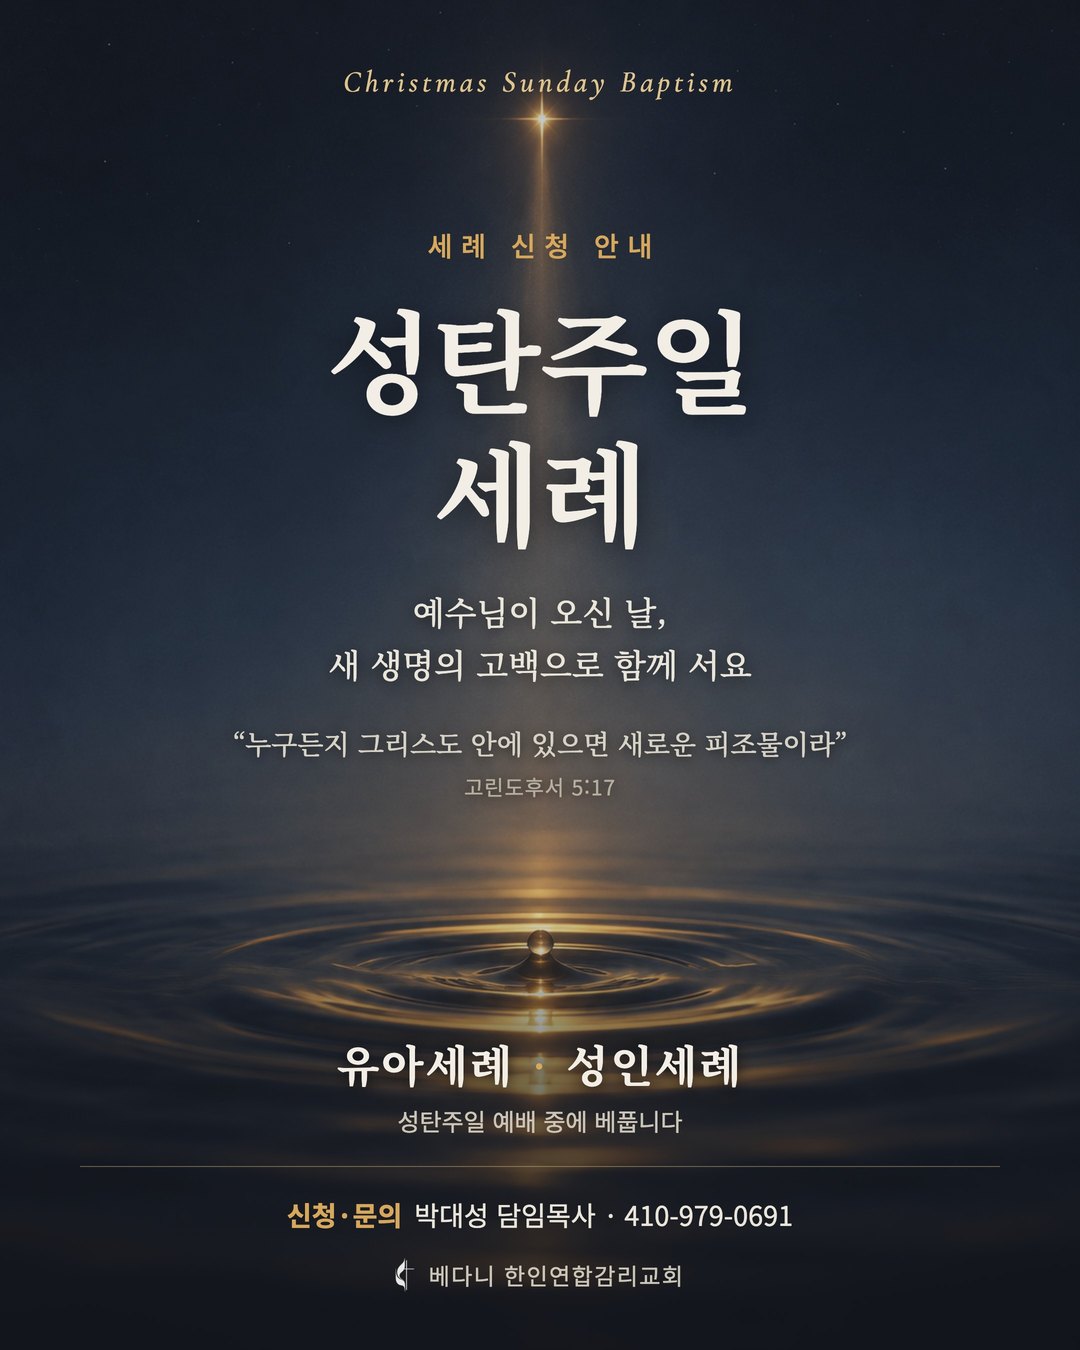 Christmas Sunday Baptism
세례 신청 안내
성탄주일
세례
예수님이 오신 날,
새 생명의 고백으로 함께 서요
“누구든지 그리스도 안에 있으면 새로운 피조물이라”
고린도후서 5:17
유아세례 · 성인세례
성탄주일 예배 중에 베풉니다
신청·문의 박대성 담임목사 · 410-979-0691
베다니 한인연합감리교회